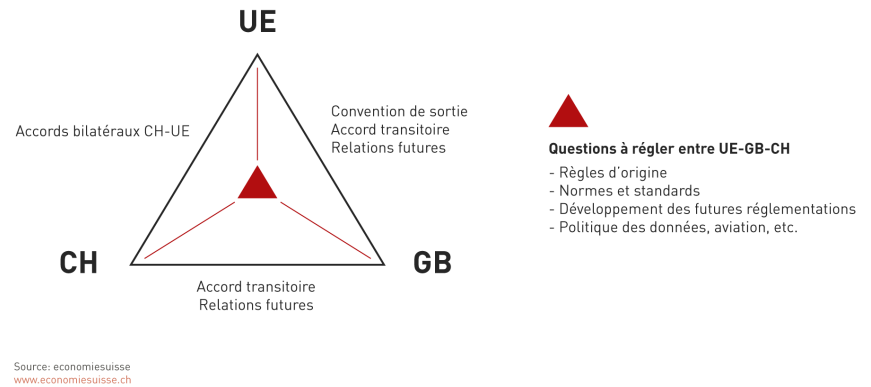 UE
Accords bilatéraux CH-UE
Convention de sortie
Accord transitoire
Relations futures
CH
GB
Accord transitoire
Relations futures
Questions à régler entre UE-GB-CH
- Règles d'origine
- Normes et standards
- Développement des futures réglementations
- Politique des données, aviation, etc.
Source: economiesuisse
www.economiesuisse.ch